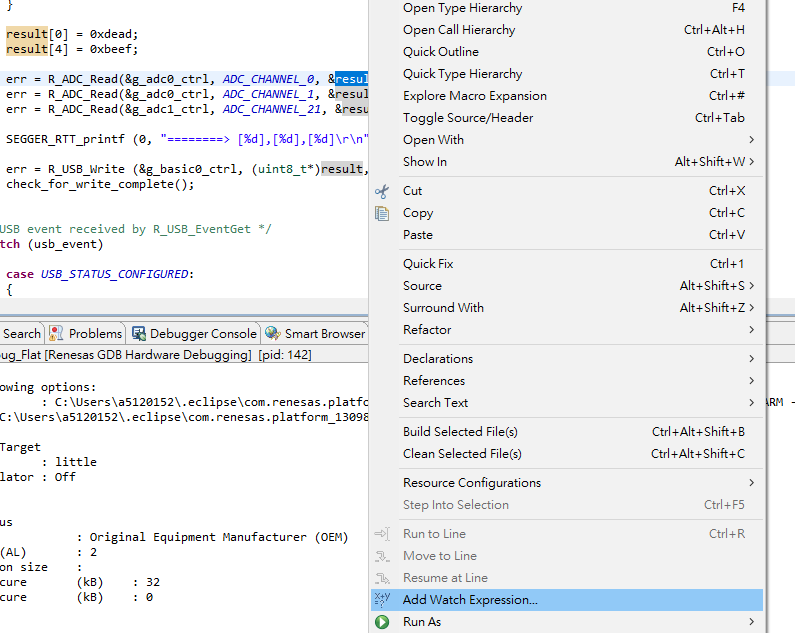 }
result[0] = 0xdead;
result[4] = 0xbeef;
err = R_ADC_Read(&g_adc0_ctrl, ADC_CHANNEL_0, &resul
err = R_ADC_Read(&g_adc0_ctrl, ADC_CHANNEL_1, &resul
err = R_ADC_Read(&g_adc1_ctrl, ADC_CHANNEL_21, &resu
SEGGER_RTT_printf (0, "========> [%d],[%d],[%d]\r\n"
err = R_USB_Write (&g_basic0_ctrl, (uint8_t*)result,
check_for_write_complete();
USB event received by R_USB_EventGet */
tch (usb_event)
case USB_STATUS_CONFIGURED:
{
Search Problems Debugger Console Smart Browser
ug_Flat [Renesas GDB Hardware Debugging] [pid: 142]
owing options:
: C:\Users\a5120152\.eclipse\com.renesas.platfo
ARM -
C:\Users\a5120152\.eclipse\com.renesas.platform_13098
Target
: little
lator : Off
us
: Original Equipment Manufacturer (OEM)
(AL) : 2
on size :
cure (kB) : 32
cure (kB) : 0
Open Type Hierarchy F4
Open Call Hierarchy Ctrl+Alt+H
Quick Outline Ctrl+O
Quick Type Hierarchy Ctrl+T
Explore Macro Expansion Ctrl+#
Toggle Source/Header Ctrl+Tab
Open With >
Show In Alt+Shift+W >
Cut Ctrl+X
Copy Ctrl+C
Paste Ctrl+V
Quick Fix Ctrl+1
Source Alt+Shift+S >
Surround With Alt+Shift+Z >
Refactor >
Declarations >
References >
Search Text >
Build Selected File(s) Ctrl+Alt+Shift+B
Clean Selected File(s) Ctrl+Alt+Shift+C
Resource Configurations >
Step Into Selection Ctrl+F5
Run to Line Ctrl+R
Move to Line
Resume at Line
Add Watch Expression...
Run As >